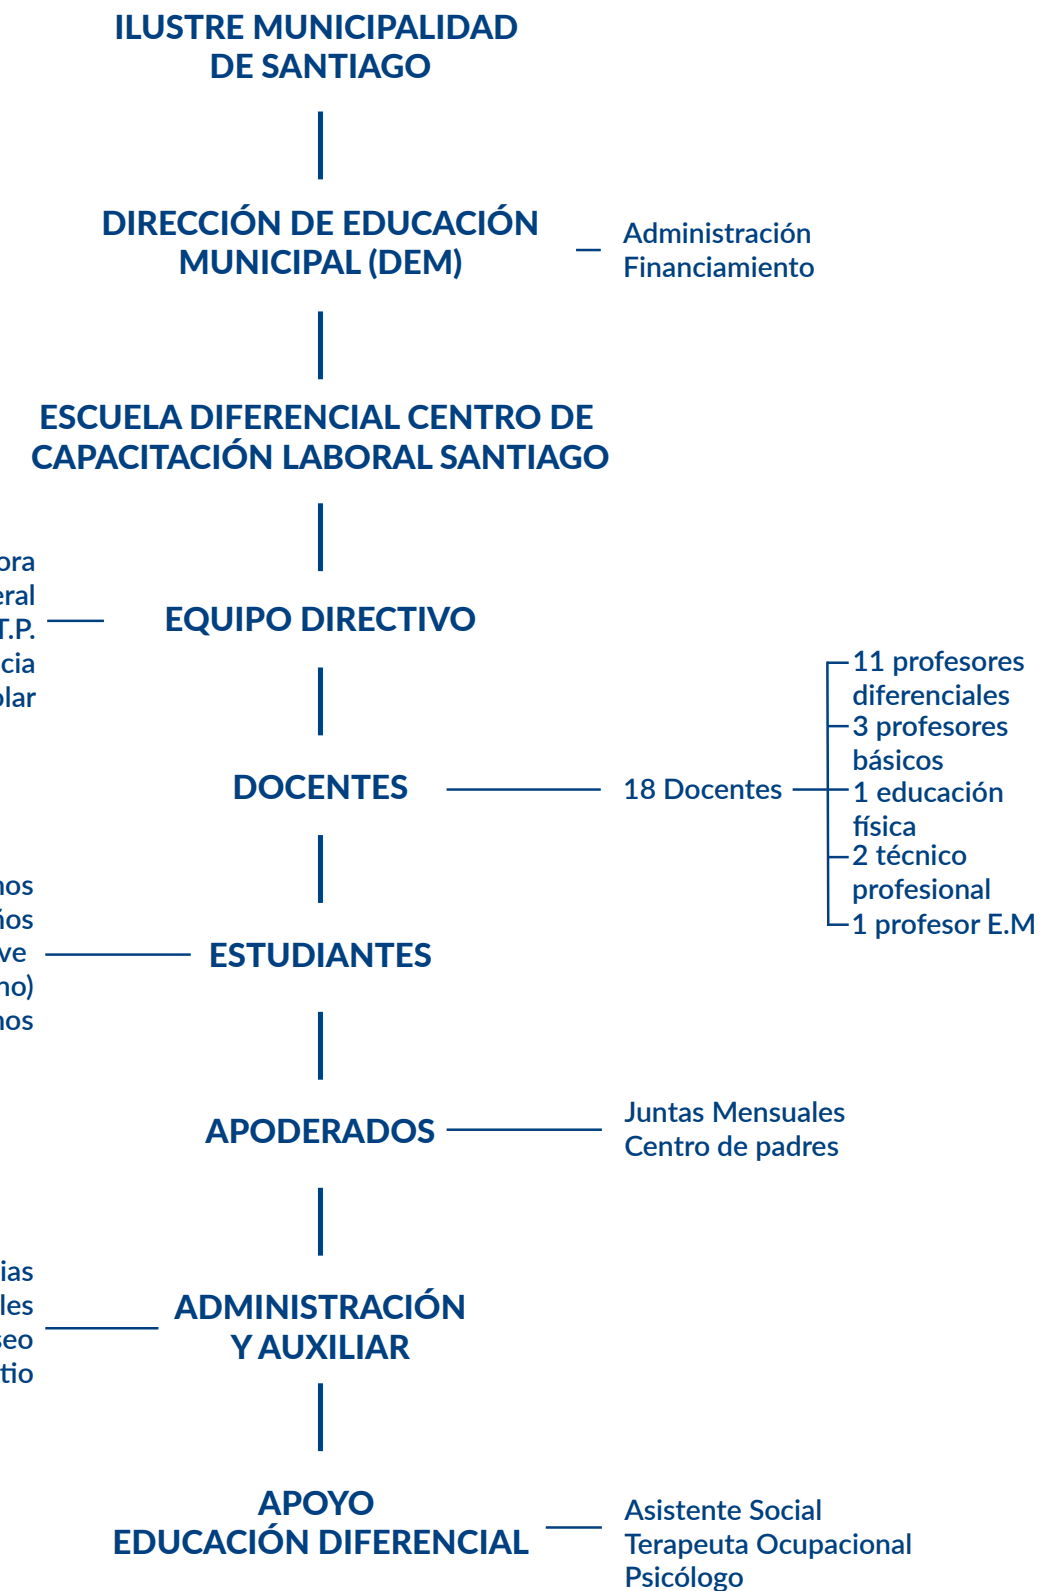 ILUSTRE MUNICIPALIDAD
DE SANTIAGO
DIRECCIÓN DE EDUCACIÓN
MUNICIPAL (DEM)
Administración
Financiamiento
ESCUELA DIFERENCIAL CENTRO DE
CAPACITACIÓN LABORAL SANTIAGO
T.P.
EQUIPO DIRECTIVO
DOCENTES
18 Docentes
11 profesores
diferenciales
3 profesores
básicos
1 educación
física
2 técnico
profesional
1 profesor E.M
ESTUDIANTES
APODERADOS
Juntas Mensuales
Centro de padres
ADMINISTRACIÓN
Y AUXILIAR
APOYO
EDUCACIÓN DIFERENCIAL
Asistente Social
Terapeuta Ocupacional
Psicólogo